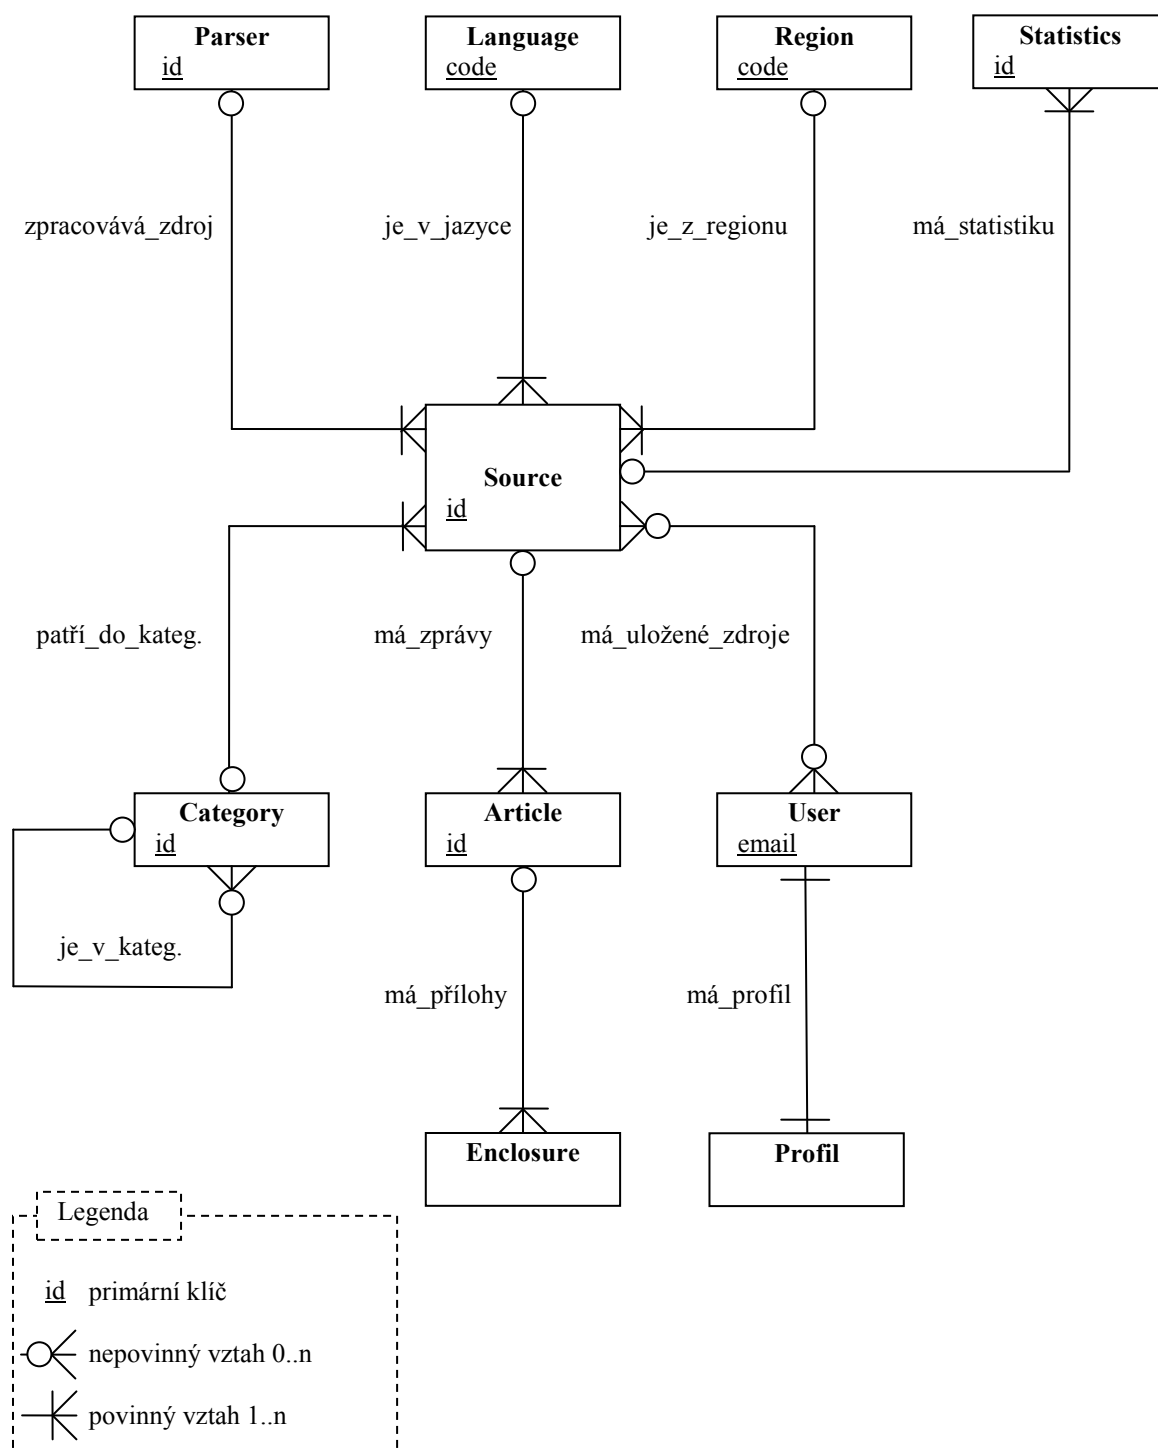 Parser
id
Language
code
Region
code
Statistics
id
zpracovává_zdroj
je_v_jazyce
je_z_regionu
má_statistiku
Source
id
patří_do_kateg.
má_zprávy
má_uložené_zdroje
Category
id
Article
id
User
email
je_v_kateg.
má_přílohy
má_profil
Enclosure
Profil
Legenda
id primární klíč
nepovinný vztah 0..n
povinný vztah 1..n